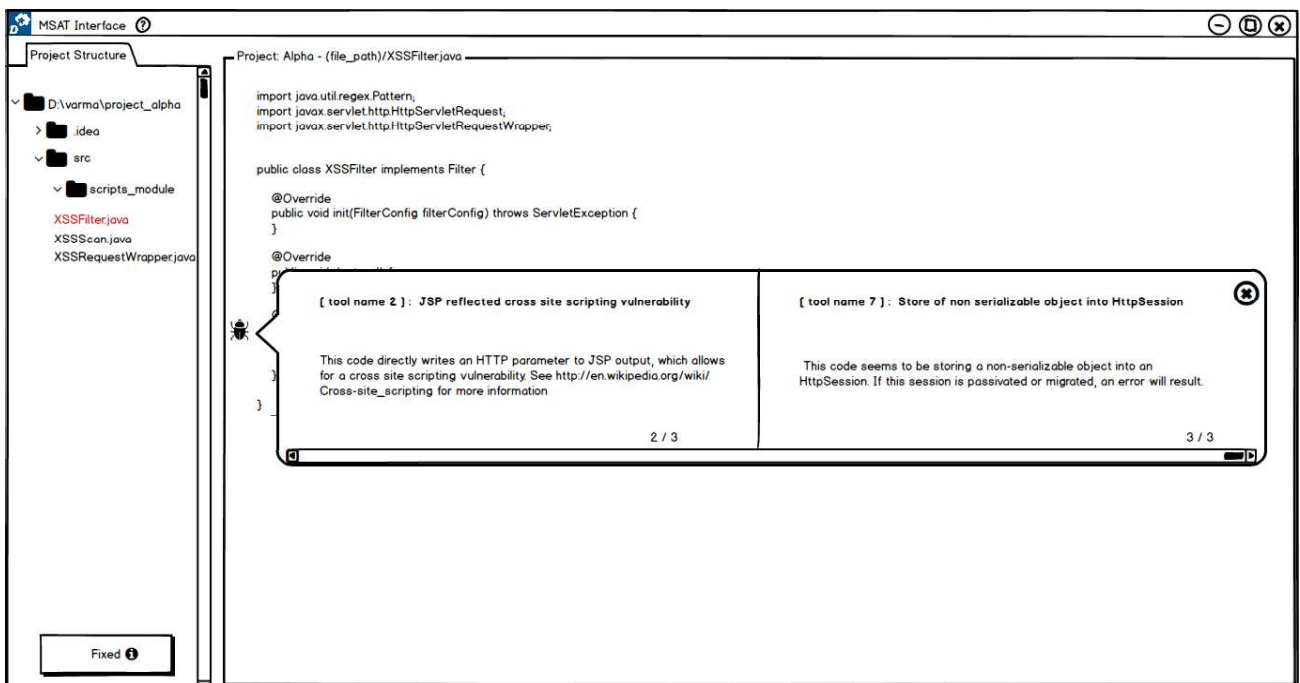 MSAT Interface ?
Project Structure
D:\varma\project_alpha
.idea
src
scripts_module
XSSFilter.java
XSSScan.java
XSSRequestWrapper.java
Fixed
Project: Alpha - (file_path)/XSSFilter.java
import java.util.regex.Pattern;
import javax.servlet.http.HttpServletRequest;
import javax.servlet.http.HttpServletRequestWrapper;
public class XSSFilter implements Filter {
@Override
public void init(FilterConfig filterConfig) throws ServletException {
}
@Override
}
}
}
[ tool name 2 ] : JSP reflected cross site scripting vulnerability
This code directly writes an HTTP parameter to JSP output, which allows
for a cross site scripting vulnerability. See http://en.wikipedia.org/wiki/
Cross-site_scripting for more information
2 / 3
[ tool name 7 ] : Store of non serializable object into HttpSession
This code seems to be storing a non-serializable object into an
HttpSession. If this session is passivated or migrated, an error will result.
3 / 3